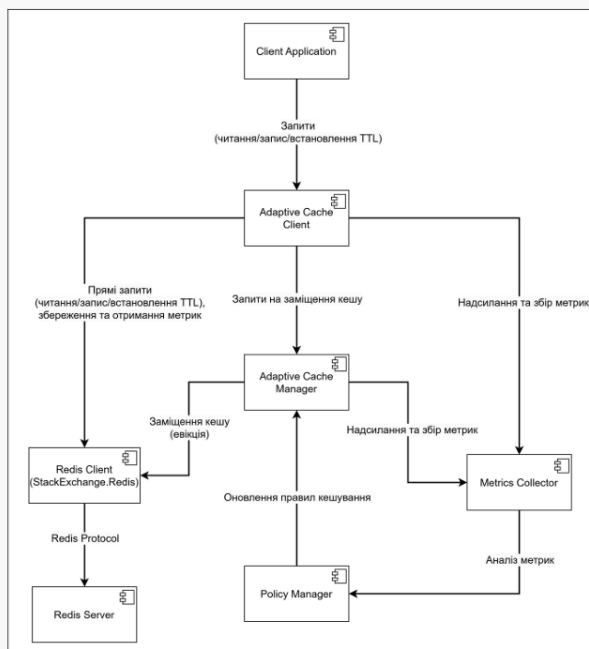 Client Application
Запити
(читання/запис/встановлення TTL)
Adaptive Cache
Client
Прямі запити
(читання/запис/встановлення TTL),
збереження та отримання метрик
Запити на заміщення кешу
Надсилання та збір метрик
Adaptive Cache
Manager
Заміщення кешу
(евікція)
Надсилання та збір метрик
Redis Client
(StackExchange.Redis)
Metrics Collector
Оновлення правил кешування
Redis Protocol
Аналіз метрик
Policy Manager
Redis Server